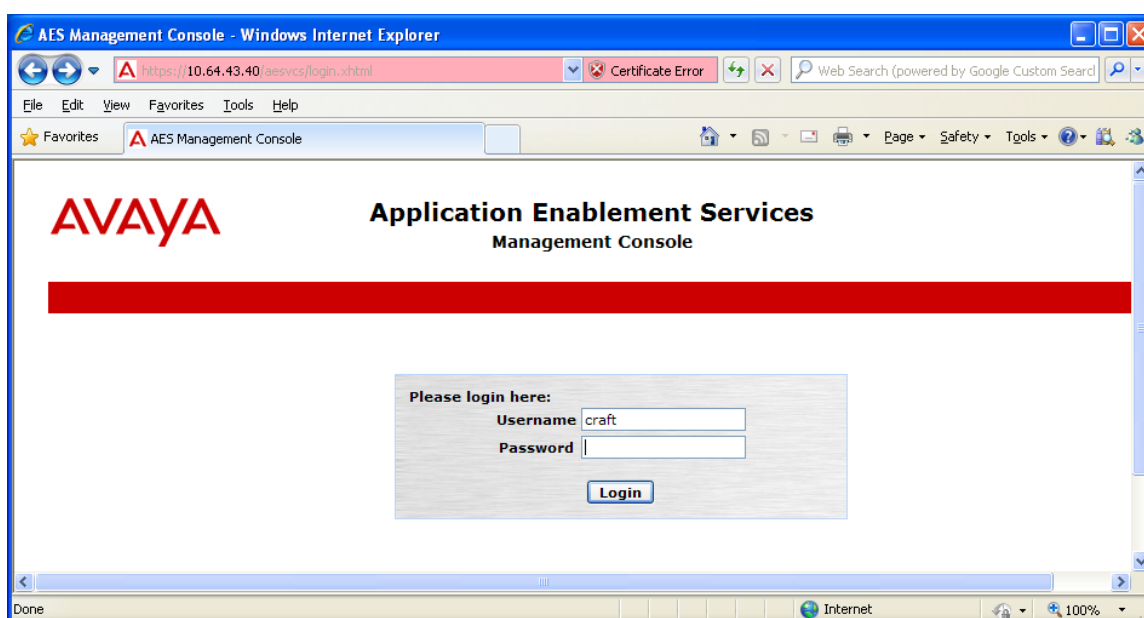 AES Management Console - Windows Internet Explorer
https://10.64.43.40/aesvcs/login.xhtml Certificate Error Web Search (powered by Google Custom Searc
File Edit View Favorites Tools Help
Favorites AES Management Console Page Safety Tools
AVAYA
Application Enablement Services
Management Console
Please login here:
Username craft
Password
Login
Done Internet 100%